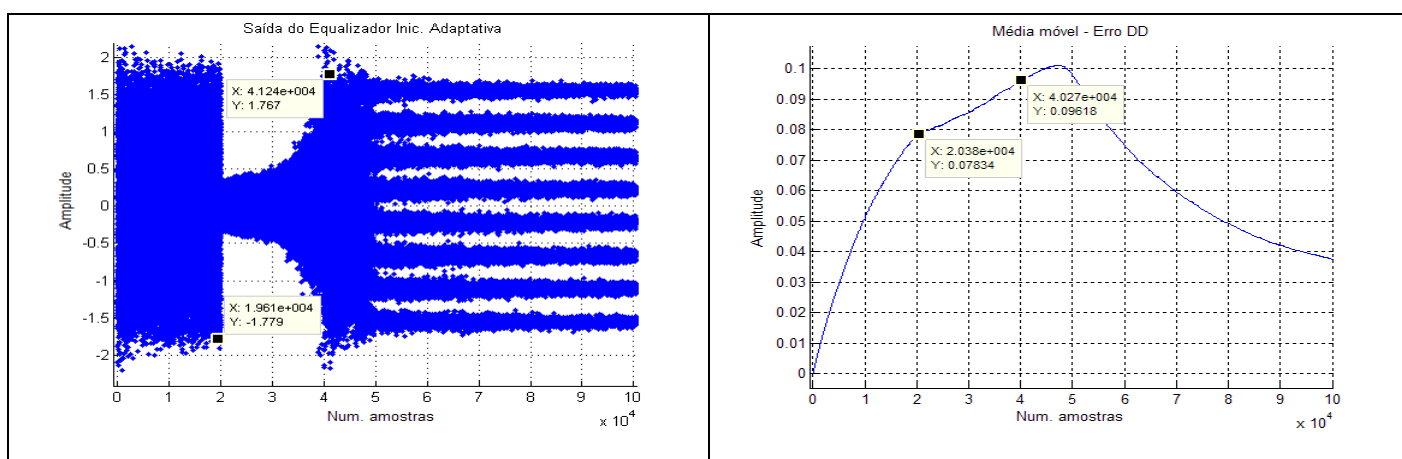 Saída do Equalizador Inic. Adaptativa
2
1.5
1
0.5
0
-0.5
-1
-1.5
-2
Amplitude
X: 4.124e+004
Y: 1.767
X: 1.961e+004
Y: -1.779
0 1 2 3 4 5 6 7 8 9 10
Num. amostras
x 10^4
Média móvel - Erro DD
0.1
0.09
0.08
0.07
0.06
0.05
0.04
0.03
0.02
0.01
0
Amplitude
X: 4.027e+004
Y: 0.09618
X: 2.038e+004
Y: 0.07834
0 1 2 3 4 5 6 7 8 9 10
Num. amostras
x 10^4